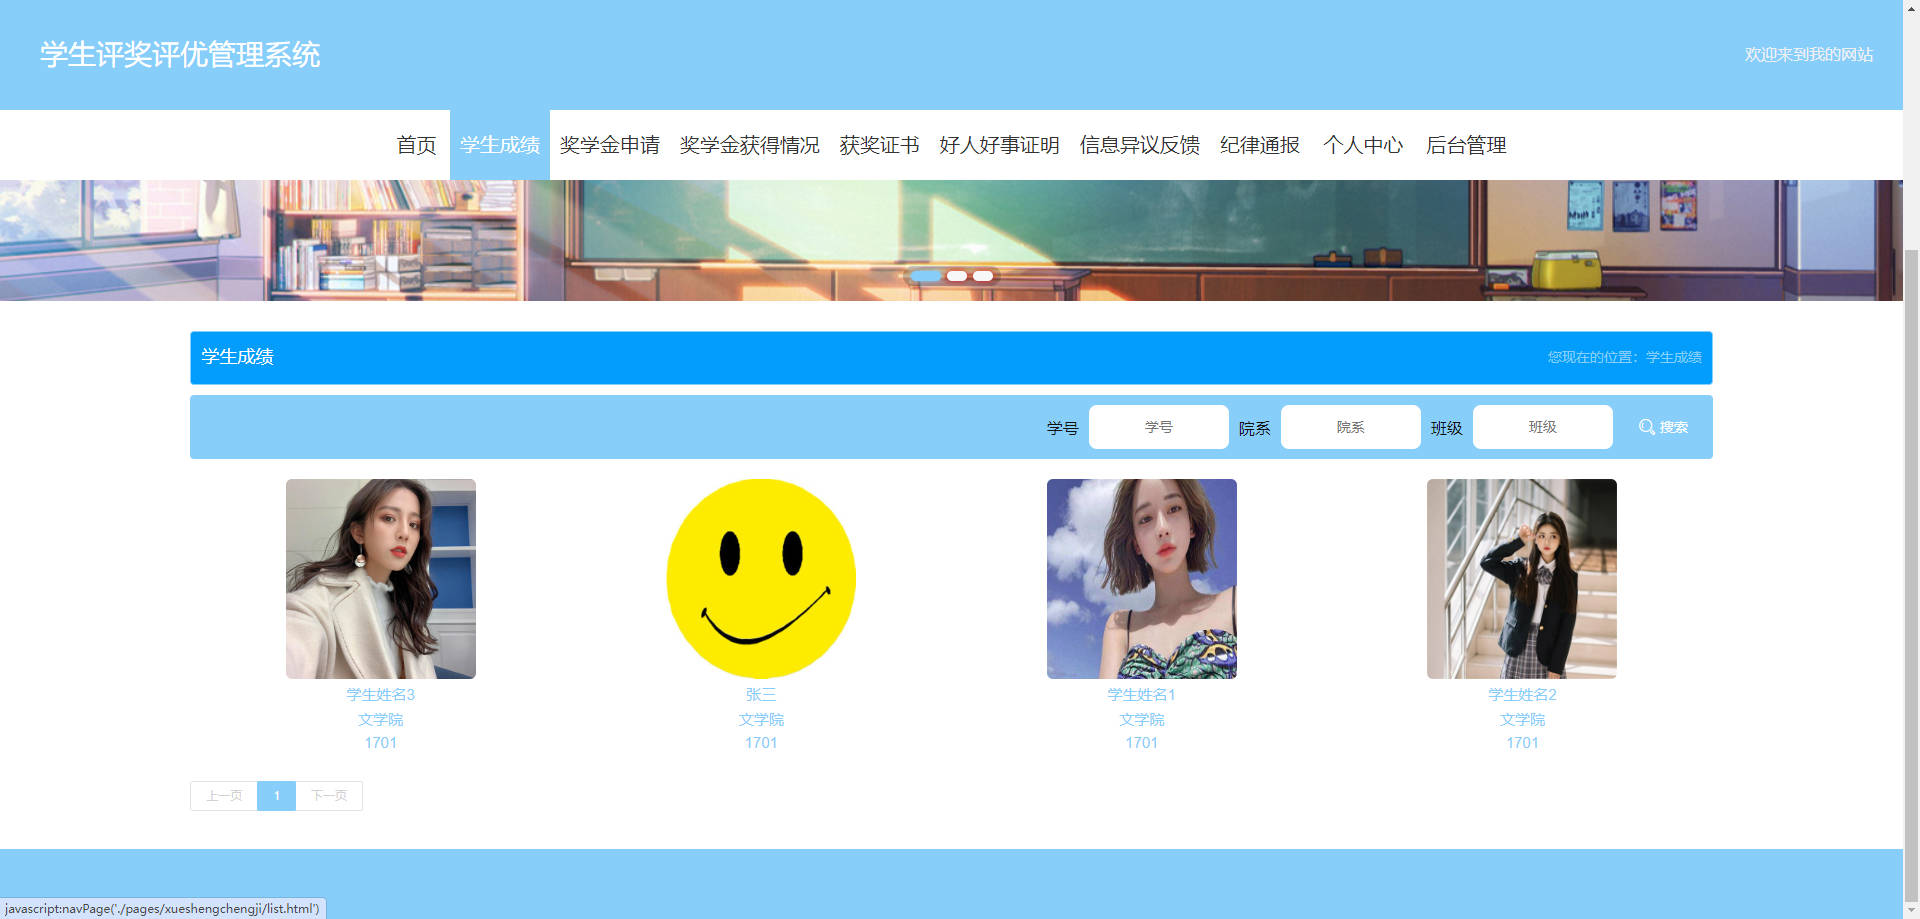 学生评奖评优管理系统
欢迎来到我的网站
首页 学生成绩 奖学金申请 奖学金获得情况 获奖证书 好人好事证明 信息异议反馈 纪律通报 个人中心 后台管理
学生成绩
您现在的位置：学生成绩
学号 学号 院系 院系 班级 班级 搜索
学生姓名3
文学院
1701
张三
文学院
1701
学生姓名1
文学院
1701
学生姓名2
文学院
1701
上一页 1 下一页
javascript:navPage('./pages/xueshengchengji/list.html')